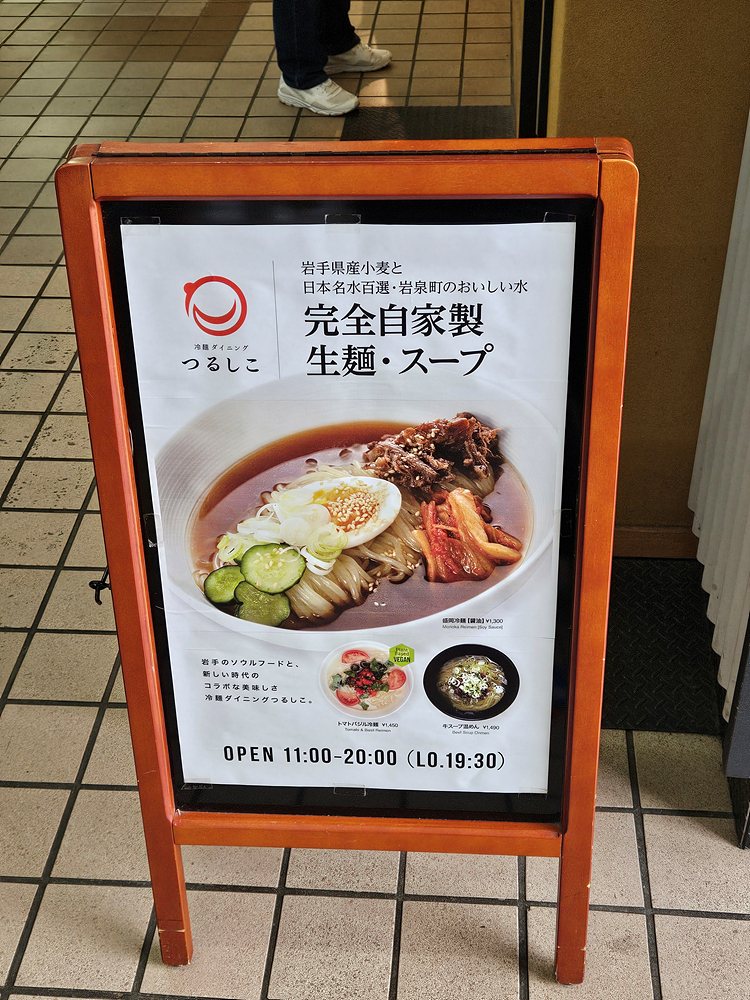 岩手県産小麦と
日本名水百選・岩泉町のおいしい水
完全自家製
生麺・スープ
冷麺ダイニング
つるしこ
盛岡冷麺【醤油】¥1,300
Morioka Reimen [Soy Sauce]
岩手のソウルフードと、
新しい時代の
コラボな美味しさ
冷麺ダイニングつるしこ。
Plant Based
VEGAN
トマトバジル冷麺 ¥1,450
Tomato & Basil Reimen
牛スープ温めん ¥1,490
Beef Soup Onmen
OPEN 11:00-20:00（LO.19:30）